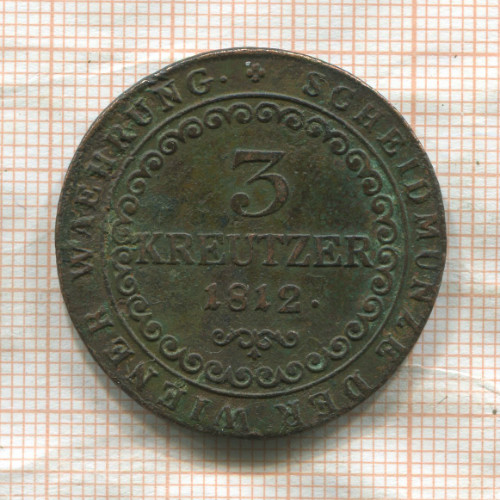 SCHEIDMÜNZE DER WIENER WAEHRUNG.
3
KREUTZER
1812.